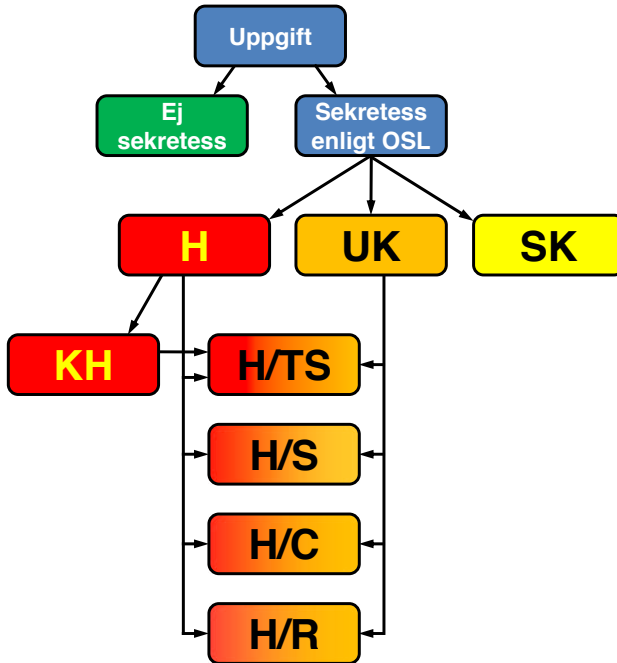 Uppgift
Ej
sekretess
Sekretess
enligt OSL
H
UK
SK
KH
H/TS
H/S
H/C
H/R